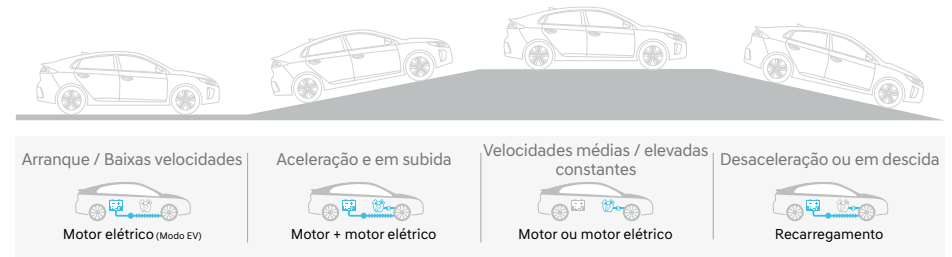 Arranque / Baixas velocidades
Motor elétrico (Modo EV)
Aceleração e em subida
Motor + motor elétrico
Velocidades médias / elevadas
constantes
Motor ou motor elétrico
Desaceleração ou em descida
Recarregamento